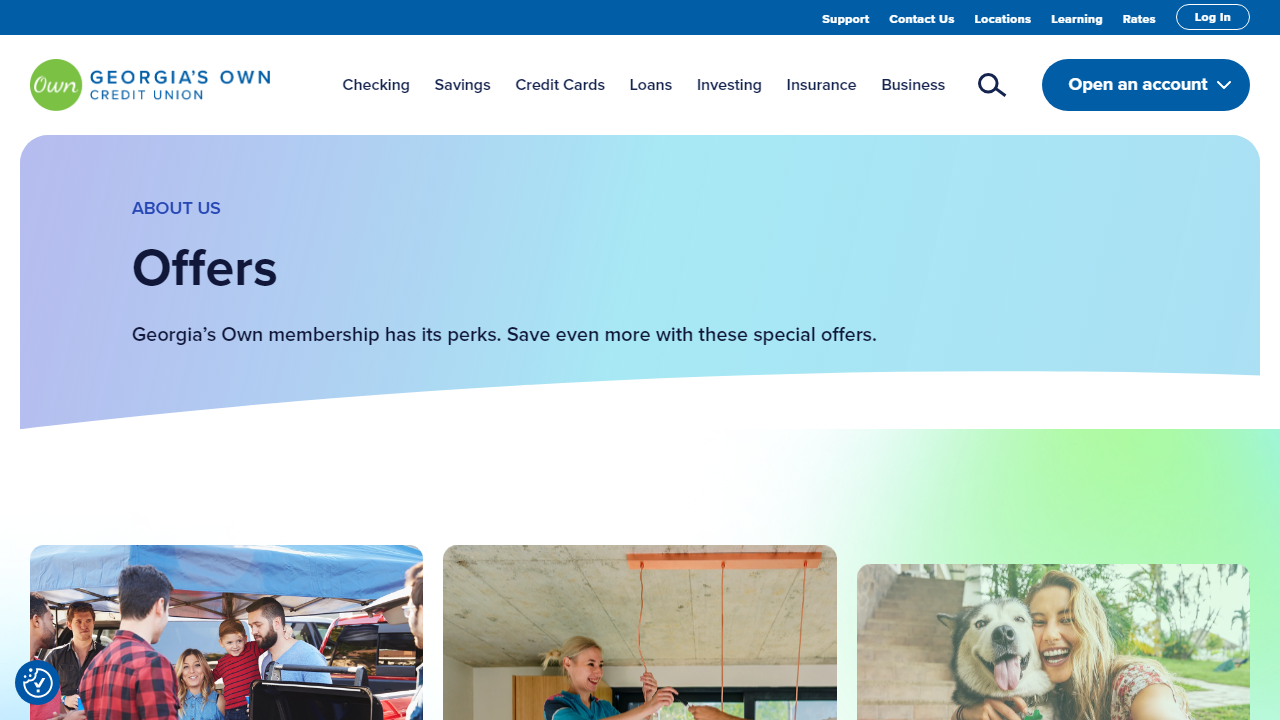 Support Contact Us Locations Learning Rates Log In
Own GEORGIA'S OWN
CREDIT UNION
Checking Savings Credit Cards Loans Investing Insurance Business Open an account
ABOUT US
Offers
Georgia’s Own membership has its perks. Save even more with these special offers.